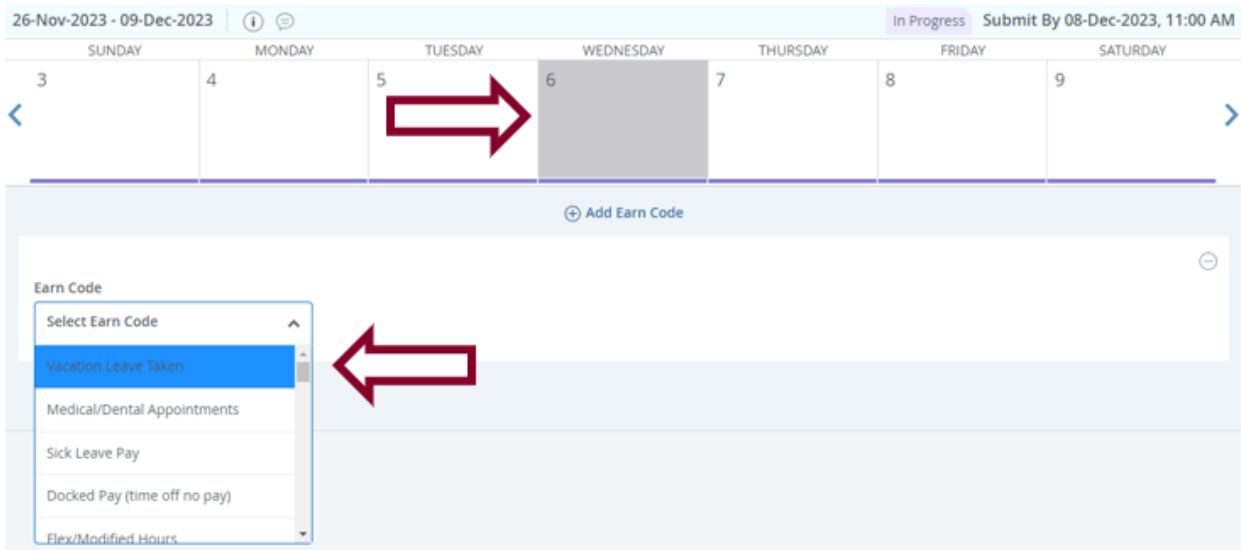 26-Nov-2023 - 09-Dec-2023 In Progress Submit By 08-Dec-2023, 11:00 AM
SUNDAY MONDAY TUESDAY WEDNESDAY THURSDAY FRIDAY SATURDAY
3 4 5 6 7 8 9
Add Earn Code
Earn Code
Select Earn Code
Vacation Leave Taken
Medical/Dental Appointments
Sick Leave Pay
Docked Pay (time off no pay)
Flex/Modified Hours